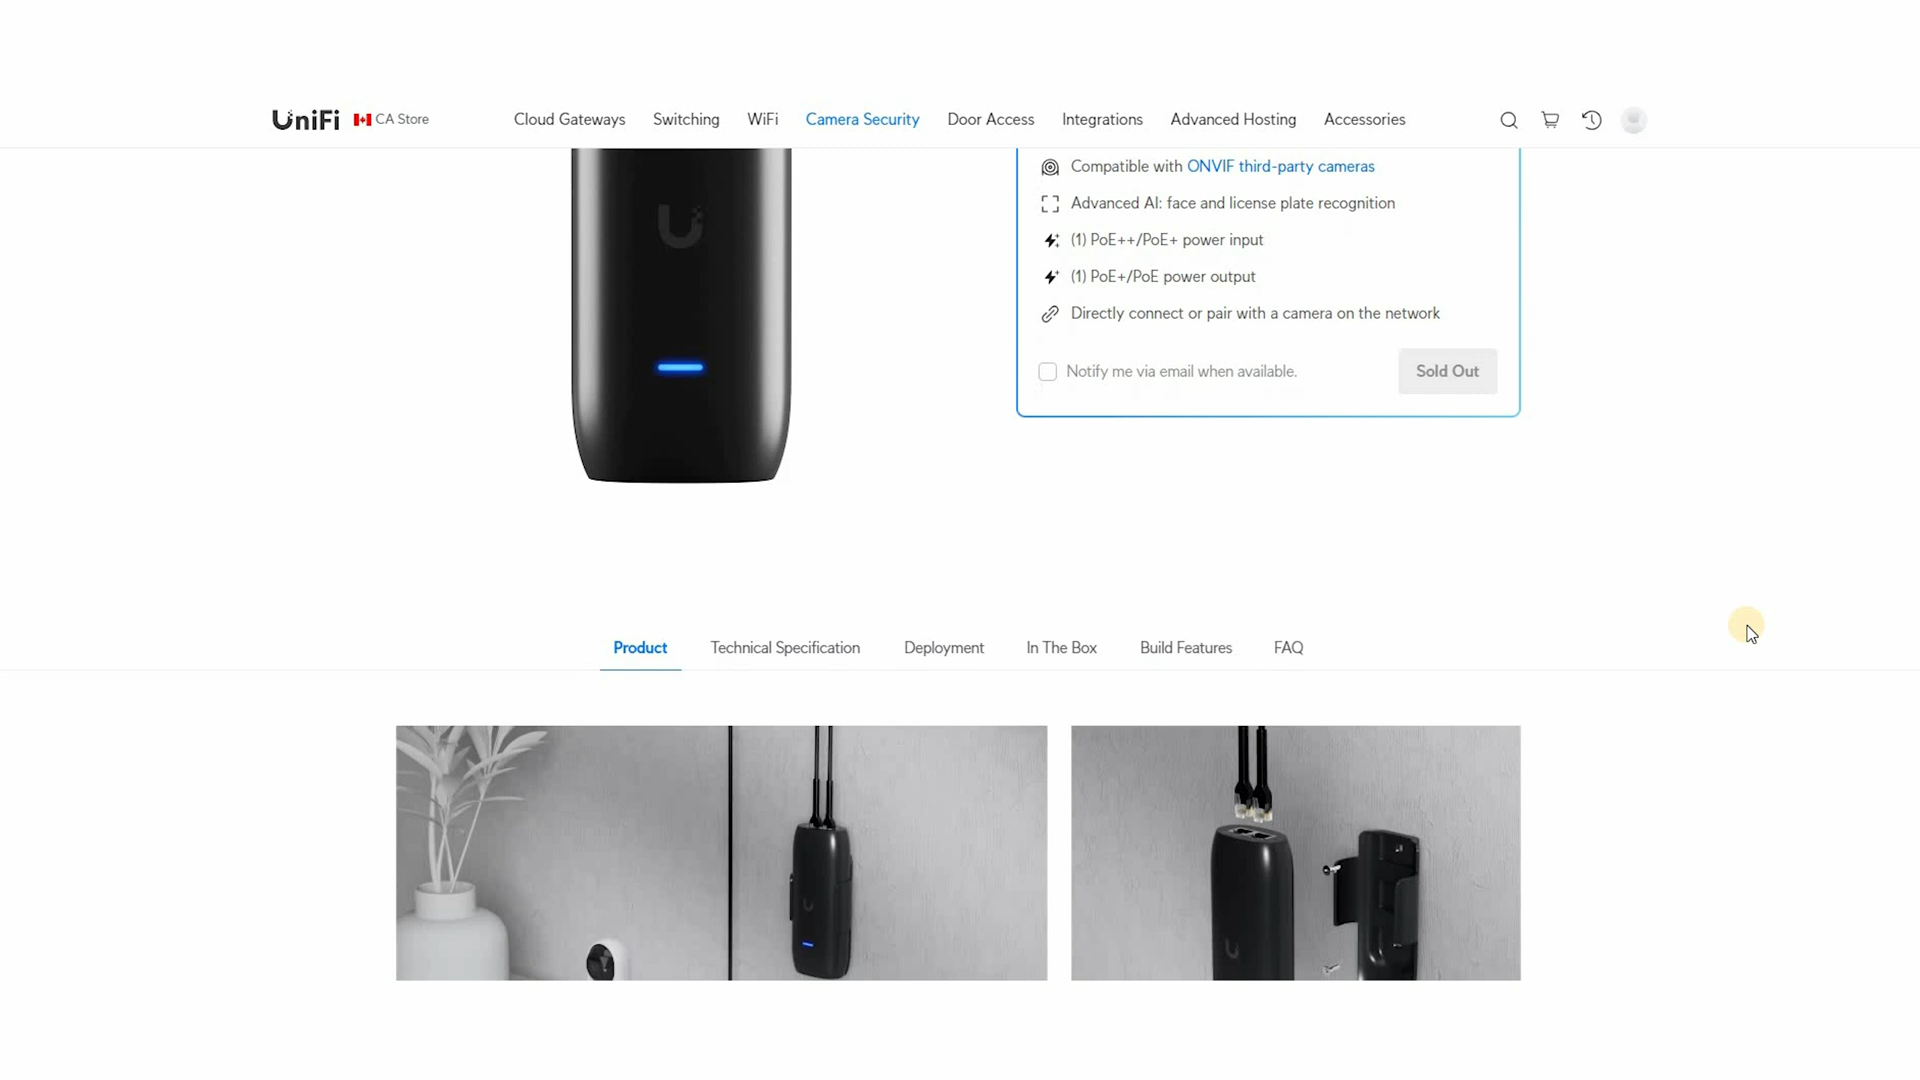 UniFi CA Store Cloud Gateways Switching WiFi Camera Security Door Access Integrations Advanced Hosting Accessories
Compatible with ONVIF third-party cameras
Advanced AI: face and license plate recognition
(1) PoE++/PoE+ power input
(1) PoE+/PoE power output
Directly connect or pair with a camera on the network
Notify me via email when available. Sold Out
Product Technical Specification Deployment In The Box Build Features FAQ